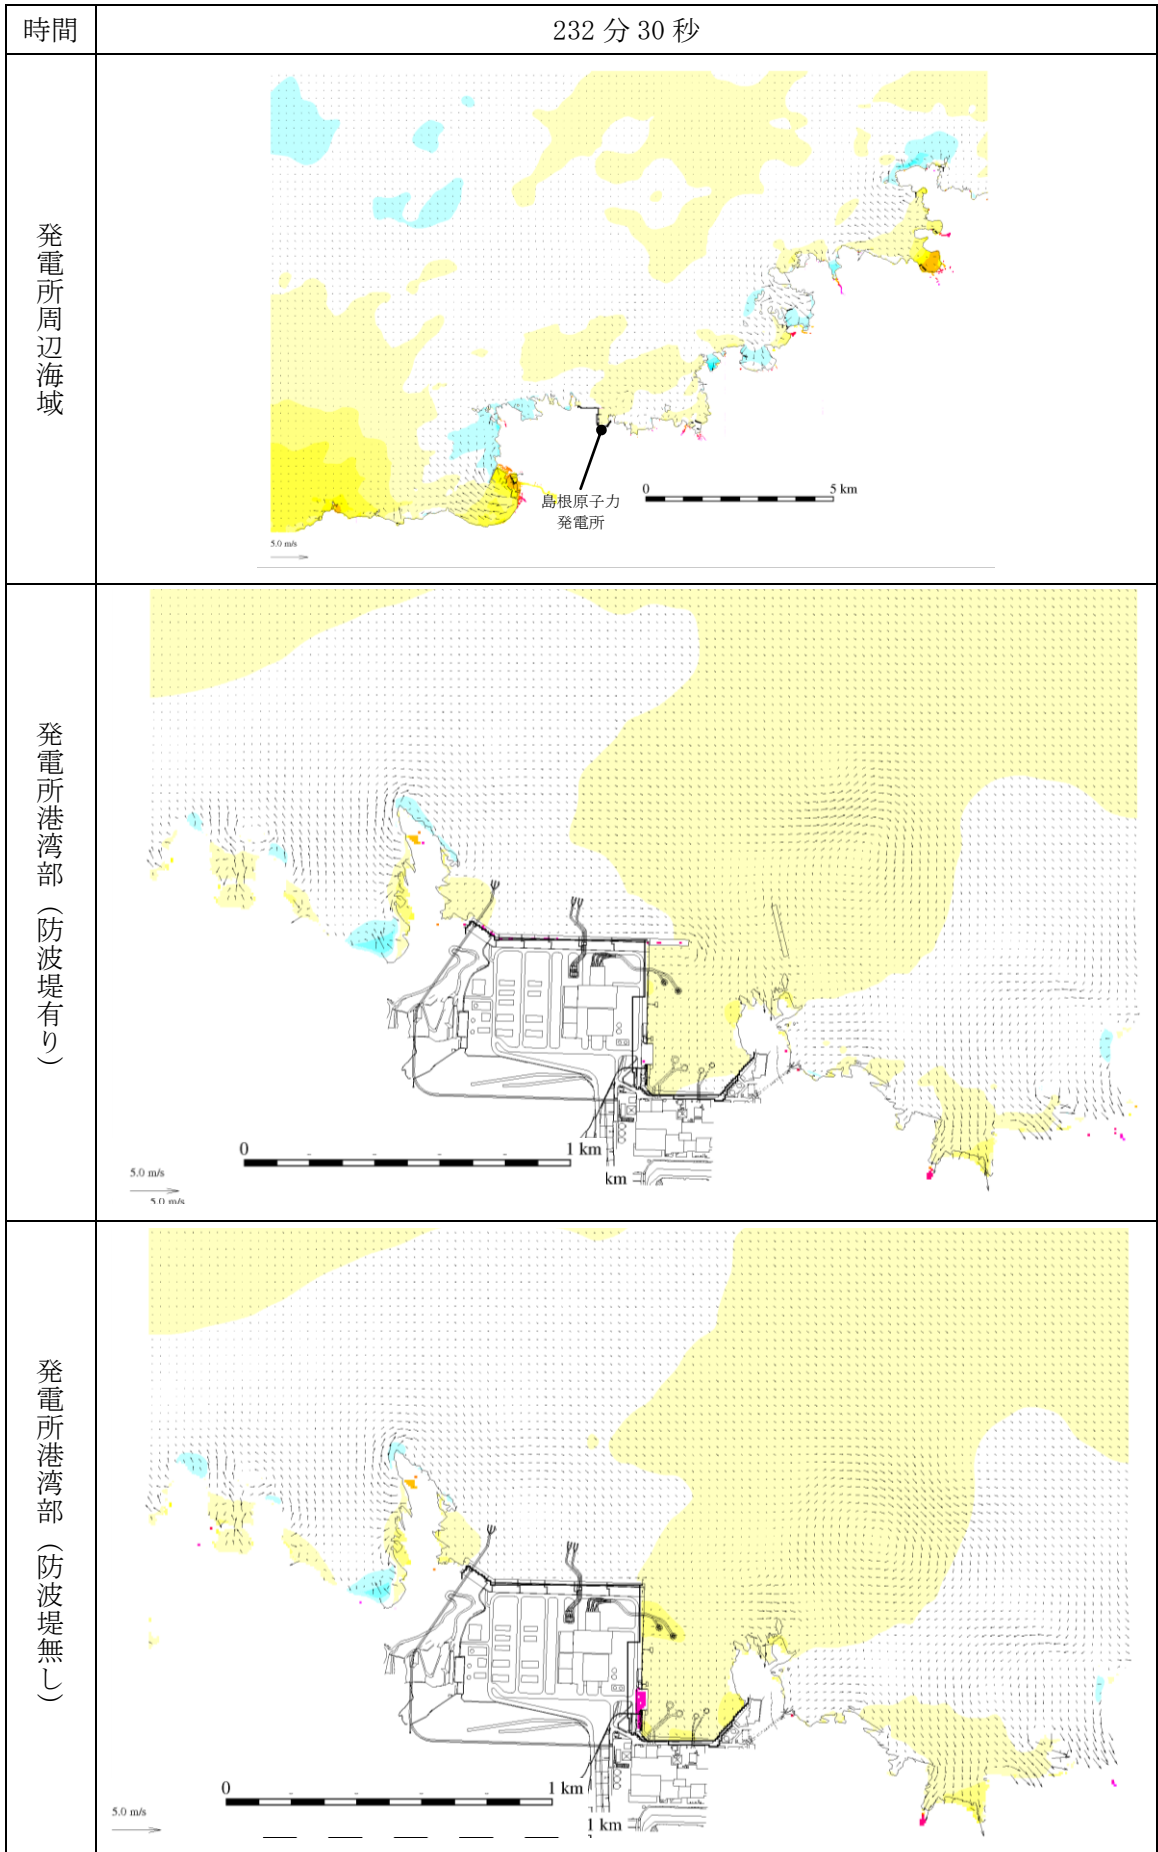 時間
232 分 30 秒
発電所周辺海域
島根原子力
発電所
0
5 km
5.0 m/s
発電所港湾部（防波堤有り）
0
1 km
km
5.0 m/s
5.0 m/s
発電所港湾部（防波堤無し）
0
1 km
1 km
5.0 m/s